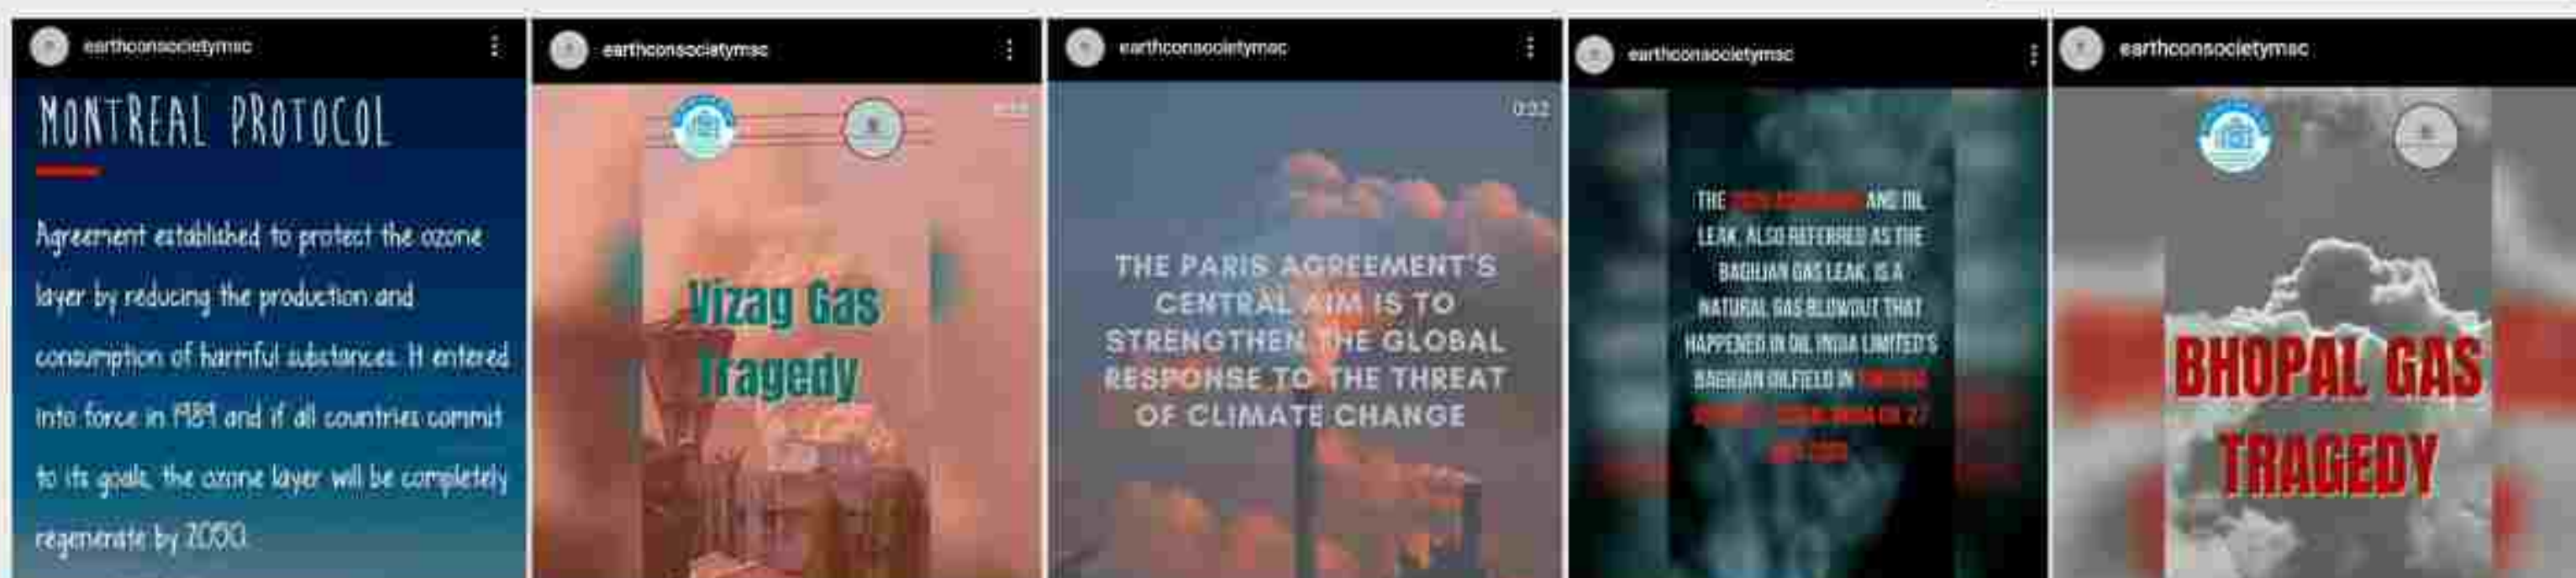 earthconsocietymsc
MONTREAL PROTOCOL
Agreement established to protect the ozone
layer by reducing the production and
consumption of harmful substances. It entered
into force in 1989 and if all countries commit
to its goals, the ozone layer will be completely
regenerate by 2050.
earthconsocietymsc
Vizag Gas
Tragedy
earthconsocietymsc
0:32
THE PARIS AGREEMENT'S
CENTRAL AIM IS TO
STRENGTHEN THE GLOBAL
RESPONSE TO THE THREAT
OF CLIMATE CHANGE
earthconsocietymsc
THE AND OIL
LEAK, ALSO REFERRED AS THE
BAGHJAN GAS LEAK, IS A
NATURAL GAS BLOWOUT THAT
HAPPENED IN OIL INDIA LIMITED'S
BAGHJAN OILFIELD IN
earthconsocietymsc
BHOPAL GAS
TRAGEDY